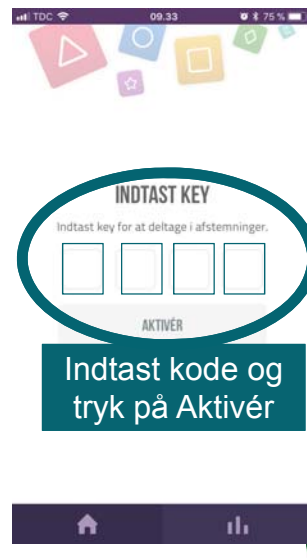 TDC 09.33 75 %
INDTAST KEY
Indtast key for at deltage i afstemninger.
AKTIVÉR
Indtast kode og
tryk på Aktivér